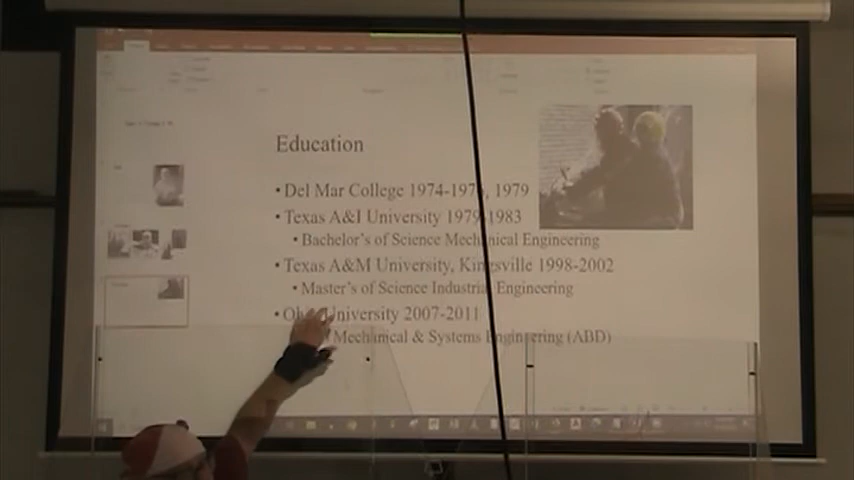 Education
• Del Mar College 1974-197 , 1979
• Texas A&I University 1979-1983
• Bachelor's of Science Mechanical Engineering
• Texas A&M University, Kingsville 1998-2002
• Master's of Science Industrial Engineering
• University 2007-2011
Mechanical & Systems Engineering (ABD)